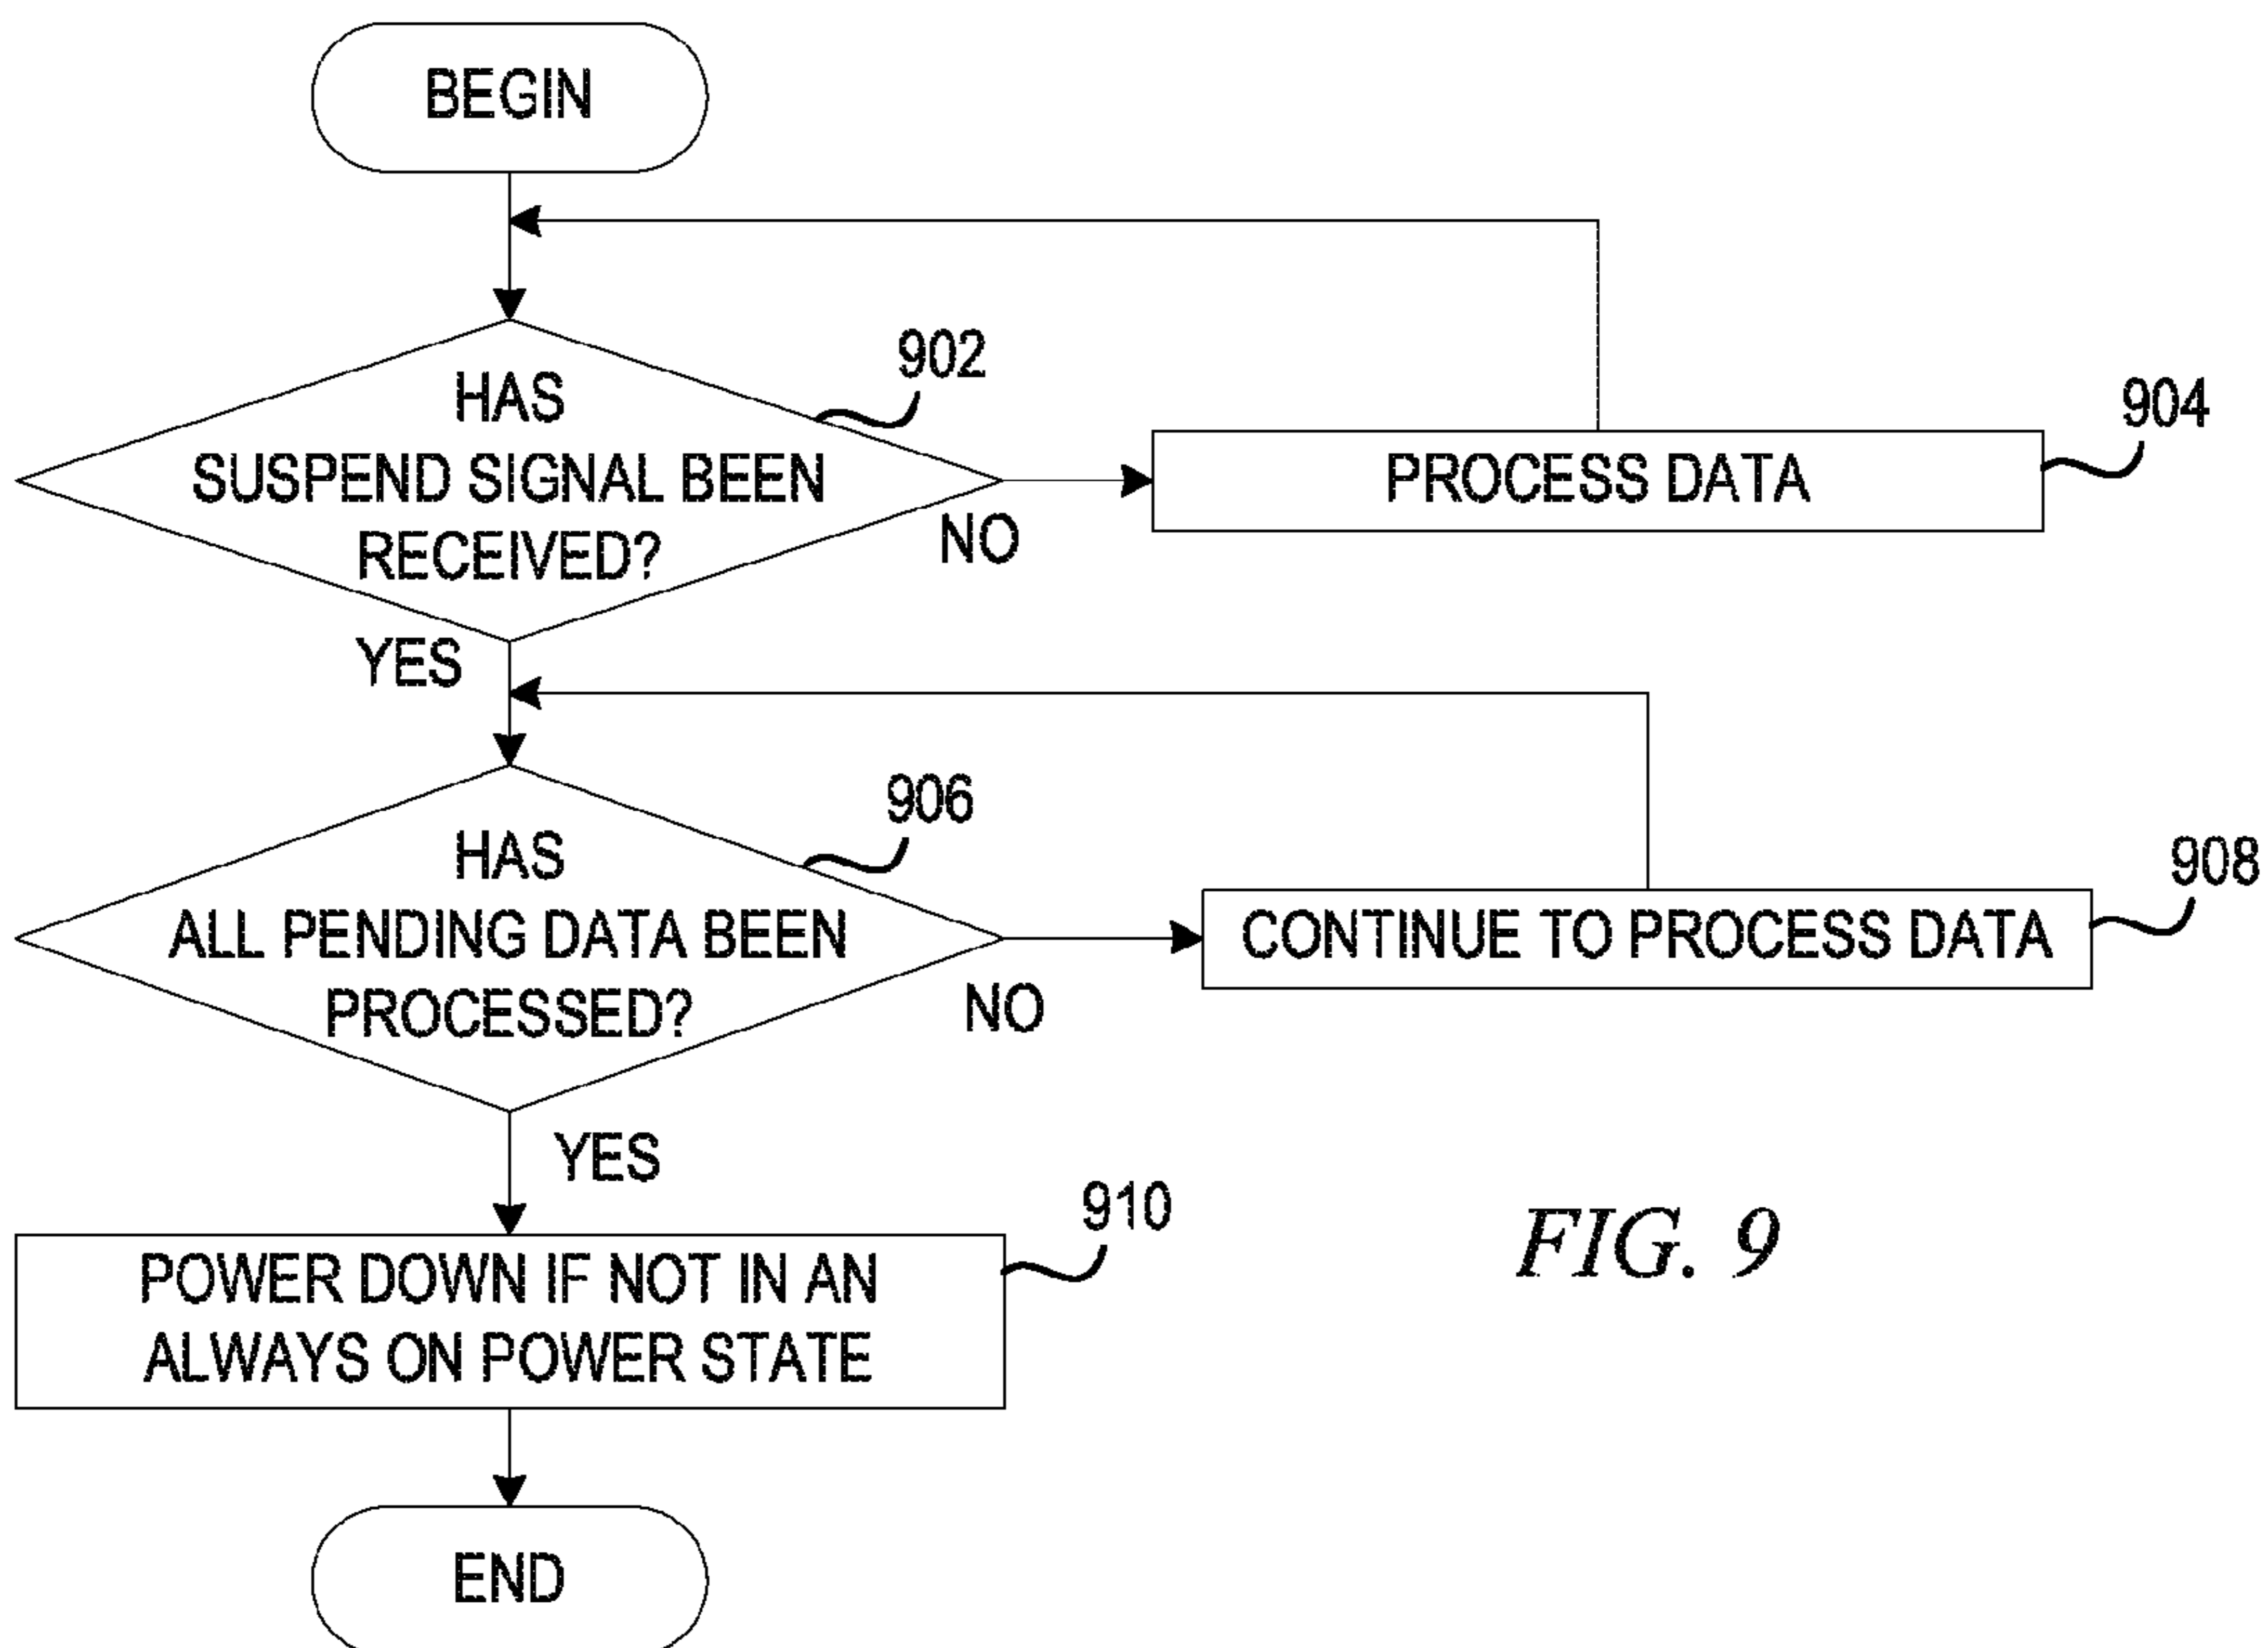 BEGIN
902
HAS
SUSPEND SIGNAL BEEN
RECEIVED?
NO
904
PROCESS DATA
YES
906
HAS
ALL PENDING DATA BEEN
PROCESSED?
NO
908
CONTINUE TO PROCESS DATA
YES
910
POWER DOWN IF NOT IN AN
ALWAYS ON POWER STATE
FIG. 9
END